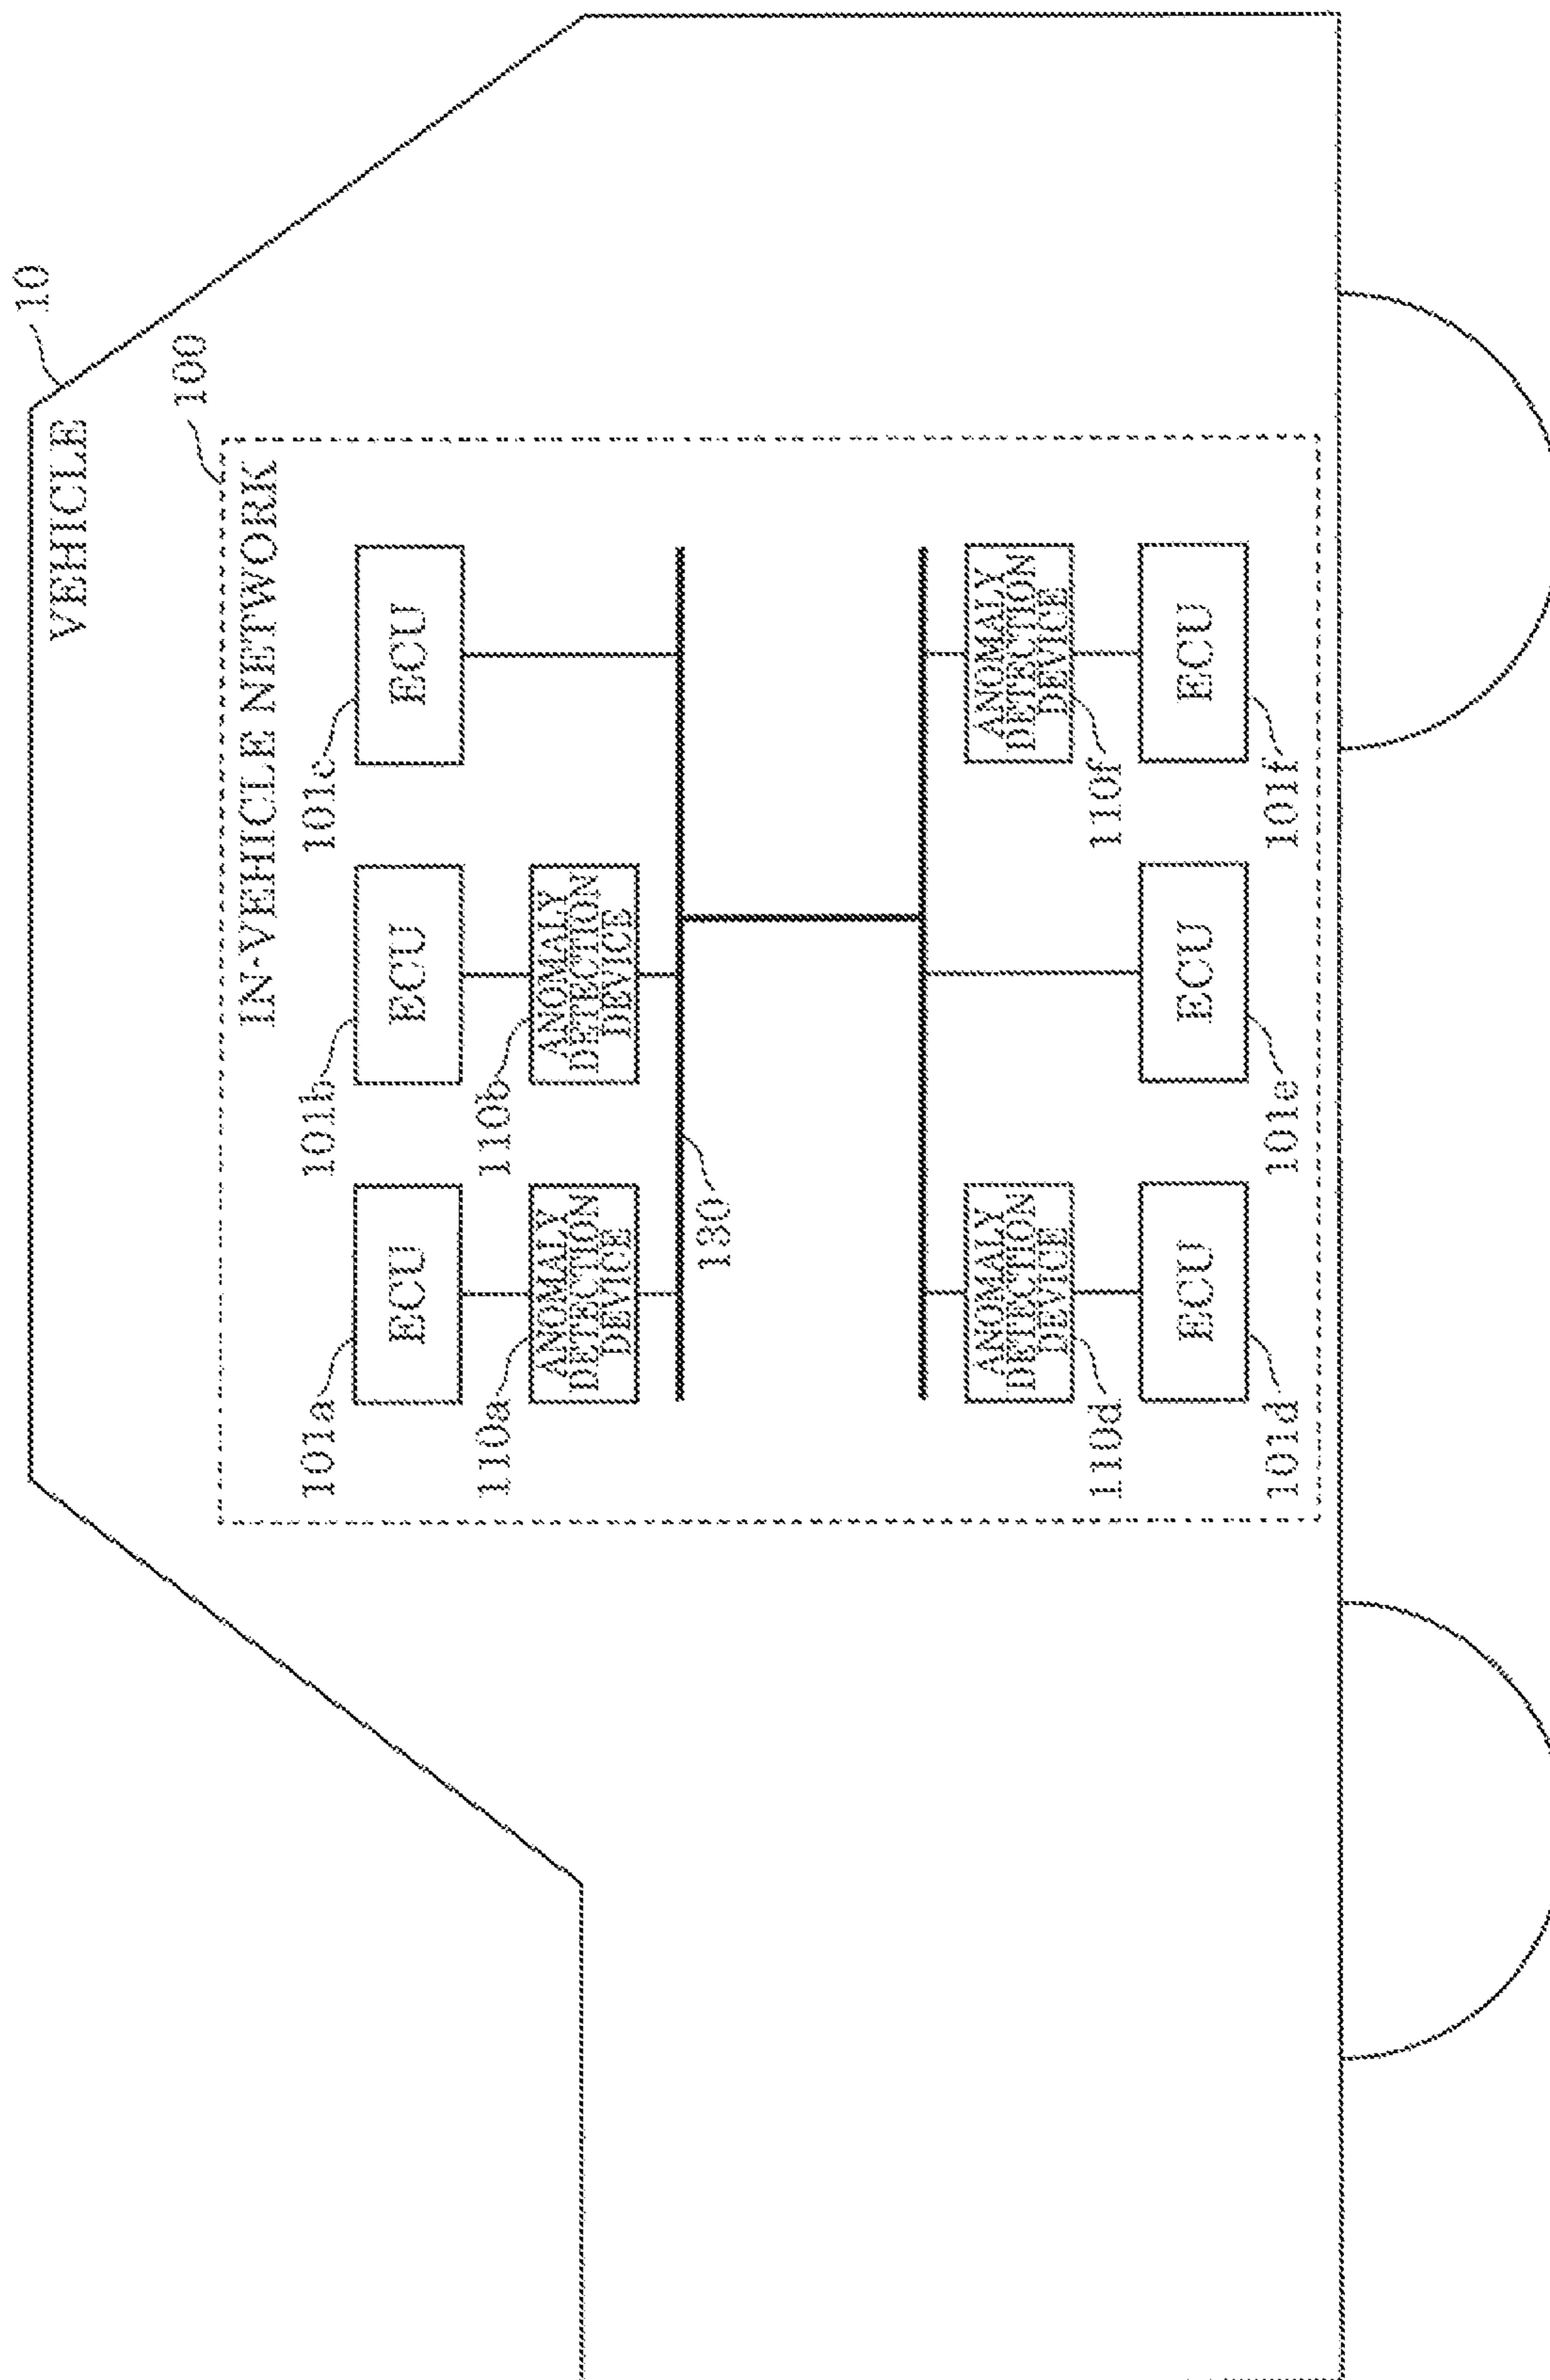 10
VEHICLE
100
IN-VEHICLE NETWORK
101a
101b
101c
ECU
ECU
ECU
110a
110b
ANOMALY
DETECTION
DEVICE
ANOMALY
DETECTION
DEVICE
130
ANOMALY
DETECTION
DEVICE
ANOMALY
DETECTION
DEVICE
110d
110f
ECU
ECU
ECU
101d
101e
101f